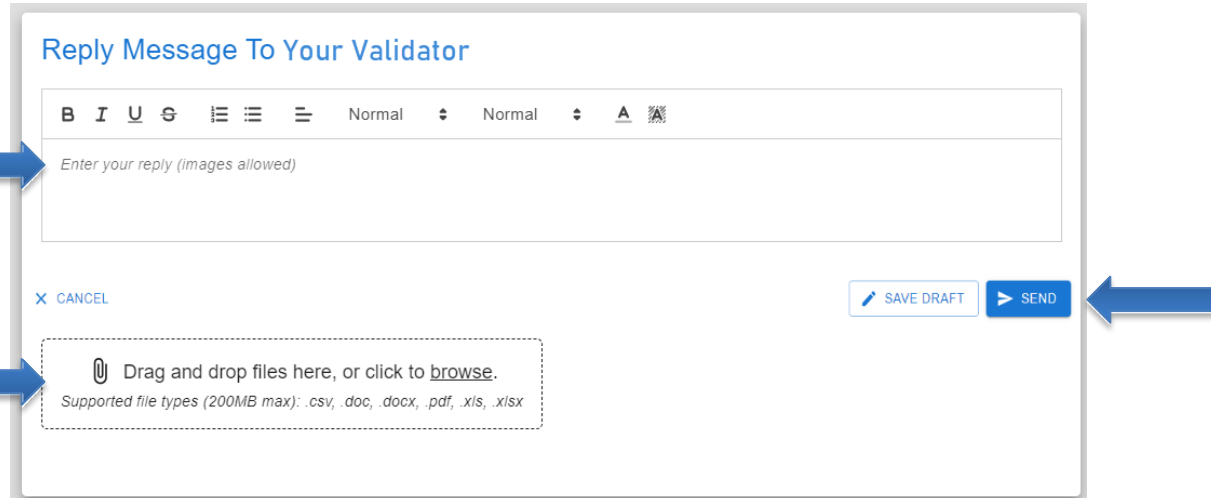 Reply Message To Your Validator
B I U S Normal Normal A A
Enter your reply (images allowed)
CANCEL
SAVE DRAFT
SEND
Drag and drop files here, or click to browse.
Supported file types (200MB max): .csv, .doc, .docx, .pdf, .xls, .xlsx